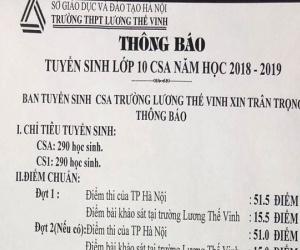 SỞ GIÁO DỤC VÀ ĐÀO TẠO HÀ NỘI
TRƯỜNG THPT LƯƠNG THẾ VINH
THÔNG BÁO
TUYỂN SINH LỚP 10 CSA NĂM HỌC 2018 - 2019
BAN TUYỂN SINH CSA TRƯỜNG LƯƠNG THẾ VINH XIN TRÂN TRỌNG
THÔNG BÁO
I. CHỈ TIÊU TUYỂN SINH:
CSA: 290 học sinh.
CS1: 290 học sinh.
II.ĐIỂM CHUẨN:
Đợt 1 : Điểm thi của TP Hà Nội : 51.5 ĐIỂM
Điểm bài khảo sát tại trường Lương Thế Vinh : 15.5 ĐIỂM
Đợt 2(Nếu có): Điểm thi của TP Hà Nội : 51.0 ĐIỂM
Điểm bài khảo sát tại trường Lương Thế Vinh